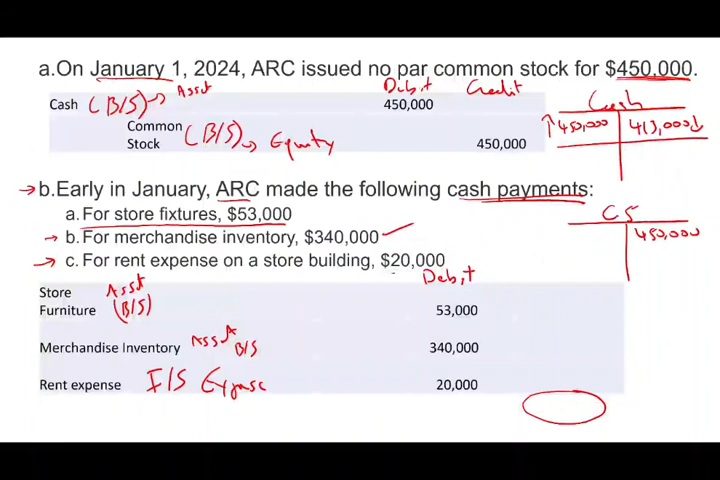 a.On January 1, 2024, ARC issued no par common stock for $450,000.
Debit Credit
Cash (B/S) → Asset 450,000
Common Stock (B/S) → Equity 450,000
Cash
↑450,000 413,000↓
→ b.Early in January, ARC made the following cash payments:
a. For store fixtures, $53,000
→ b. For merchandise inventory, $340,000
→ c. For rent expense on a store building, $20,000
CS
450,000
Debit
Store Furniture Asset (B/S) 53,000
Merchandise Inventory Asset B/S 340,000
Rent expense I/S Expense 20,000